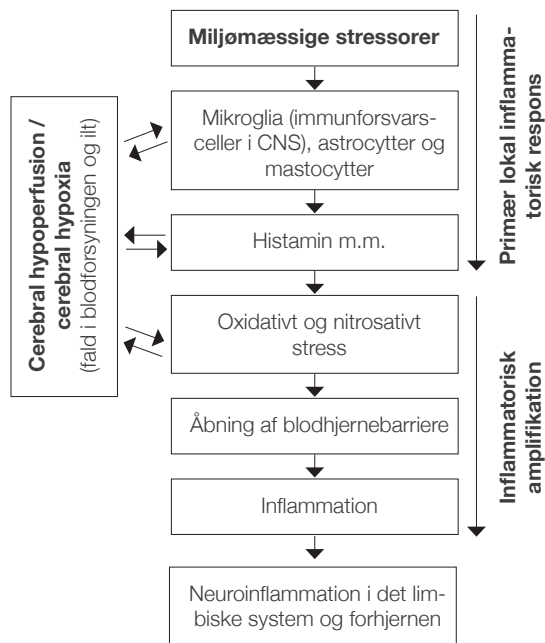 Miljømæssige stressorer
Mikroglia (immunforsvars-
celler i CNS), astrocytter og
mastocytter
Histamin m.m.
Oxidativt og nitrosativt
stress
Åbning af blodhjernebarriere
Inflammation
Neuroinflammation i det lim-
biske system og forhjernen
Cerebral hypoperfusion /
cerebral hypoxia
(fald i blodforsyningen og ilt)
Primær lokal inflamma-
torisk respons
Inflammatorisk
amplifikation